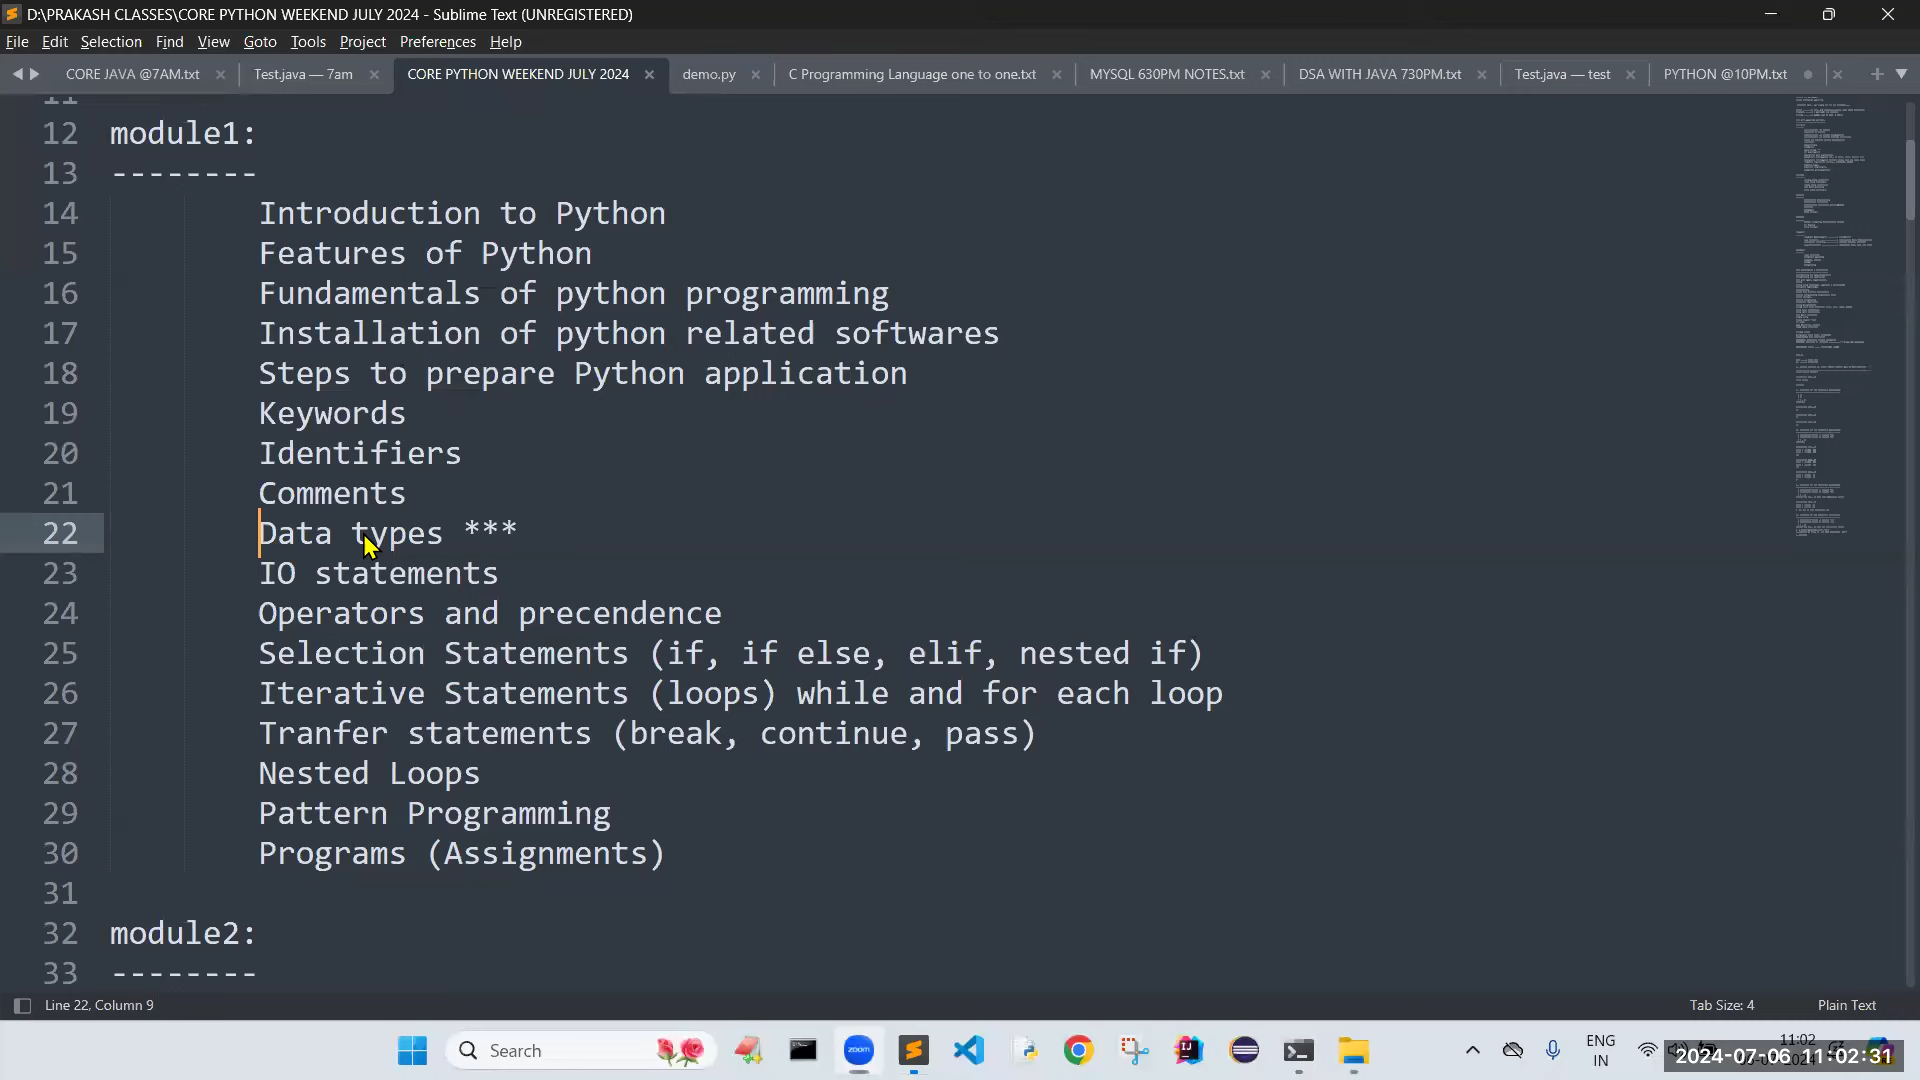 D:\PRAKASH CLASSES\CORE PYTHON WEEKEND JULY 2024 - Sublime Text (UNREGISTERED)
File Edit Selection Find View Goto Tools Project Preferences Help
CORE JAVA @7AM.txt Test.java — 7am CORE PYTHON WEEKEND JULY 2024 demo.py C Programming Language one to one.txt MYSQL 630PM NOTES.txt DSA WITH JAVA 730PM.txt Test.java — test PYTHON @10PM.txt
11
12 module1:
13 --------
14 Introduction to Python
15 Features of Python
16 Fundamentals of python programming
17 Installation of python related softwares
18 Steps to prepare Python application
19 Keywords
20 Identifiers
21 Comments
22 Data types ***
23 IO statements
24 Operators and precendence
25 Selection Statements (if, if else, elif, nested if)
26 Iterative Statements (loops) while and for each loop
27 Tranfer statements (break, continue, pass)
28 Nested Loops
29 Pattern Programming
30 Programs (Assignments)
31
32 module2:
33 --------
Line 22, Column 9 Tab Size: 4 Plain Text
Search zoom ENG IN 11:02
2024-07-06 11:02:31